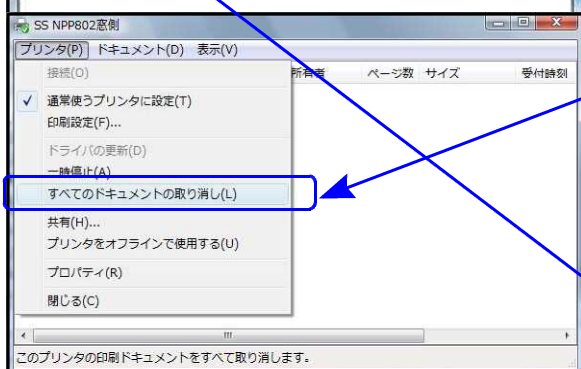 SS NPP802窓側
プリンタ(P) ドキュメント(D) 表示(V)
所有者 ページ数 サイズ 受付時刻
接続(O)
✓ 通常使うプリンタに設定(T)
印刷設定(F)...
ドライバの更新(D)
一時停止(A)
すべてのドキュメントの取り消し(L)
共有(H)...
プリンタをオフラインで使用する(U)
プロパティ(R)
閉じる(C)
このプリンタの印刷ドキュメントをすべて取り消します。